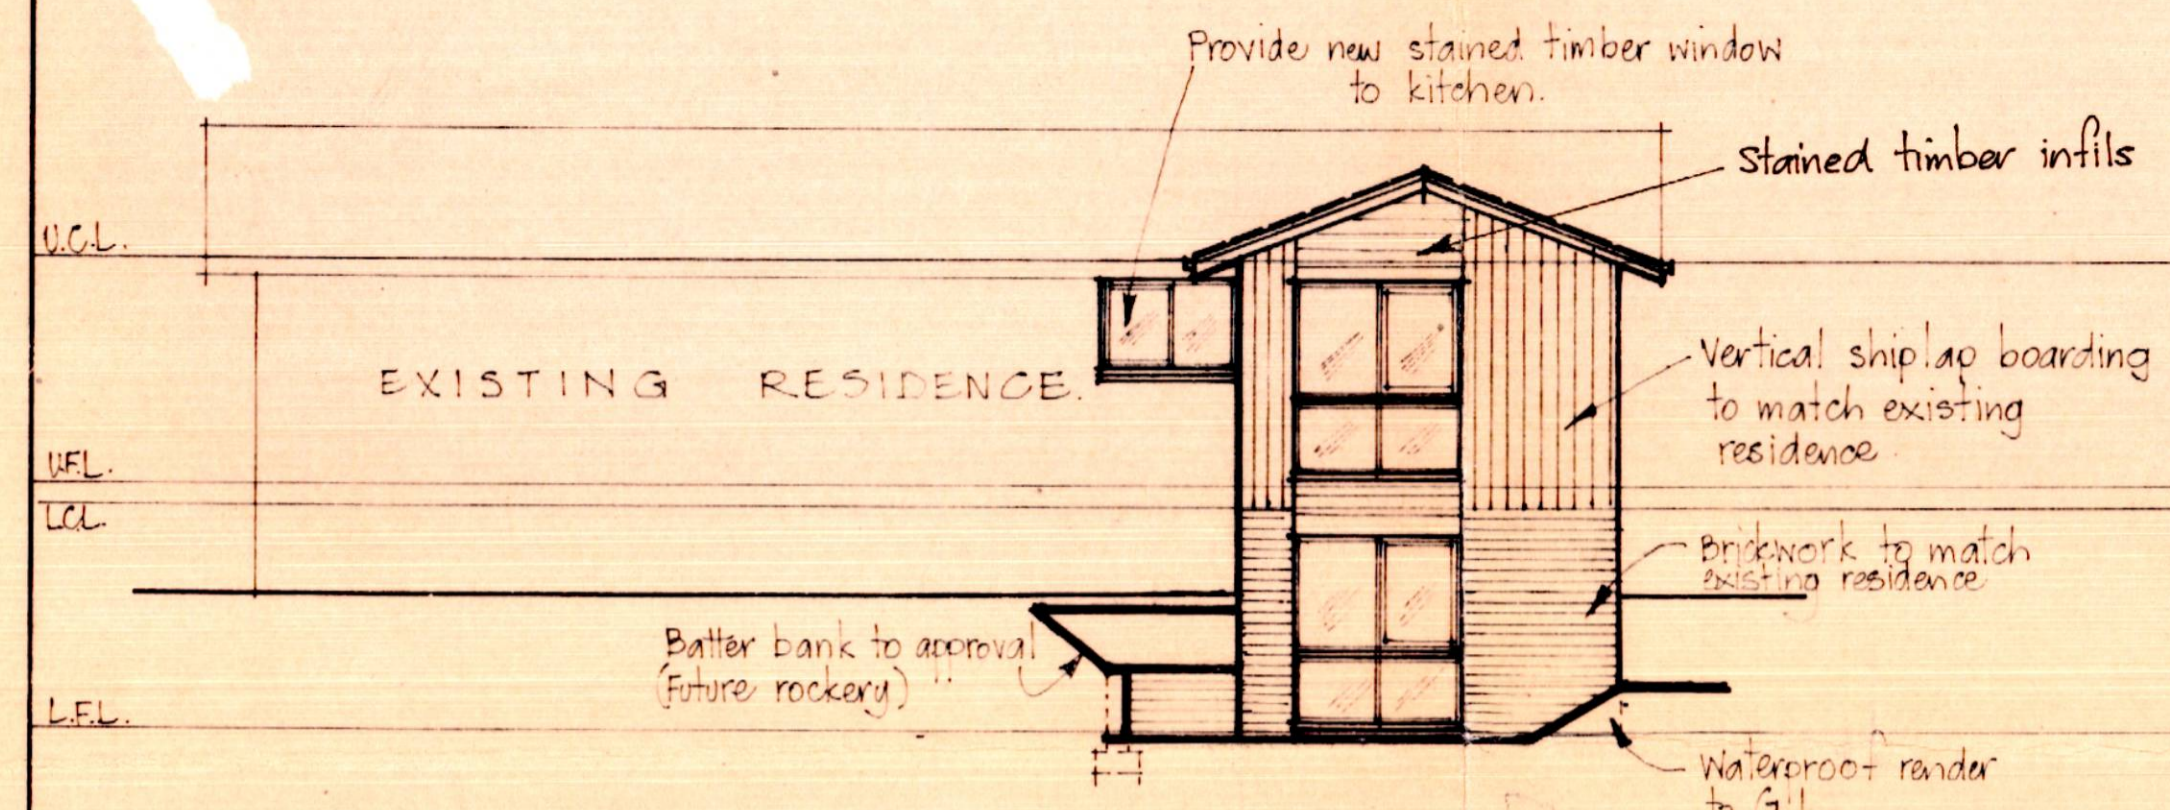 Provide new stained timber window
to kitchen.
Stained timber infils
U.C.L.
Vertical shiplap boarding
to match existing
residence
EXISTING RESIDENCE.
U.F.L.
L.C.L.
Brickwork to match
existing residence
Batter bank to approval
(Future rockery)
L.F.L.
Waterproof render
to